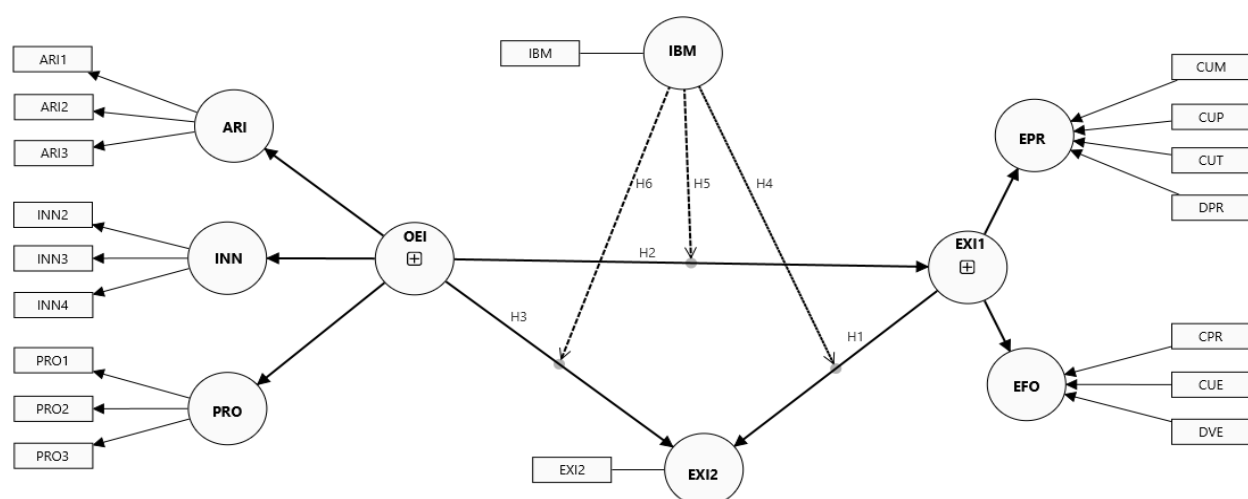 ARI1
ARI2
ARI3
ARI
INN2
INN3
INN4
INN
PRO1
PRO2
PRO3
PRO
OEI
IBM
IBM
H6
H5
H4
H2
H3
H1
EXI2
EXI2
EXI1
EPR
CUM
CUP
CUT
DPR
EFO
CPR
CUE
DVE